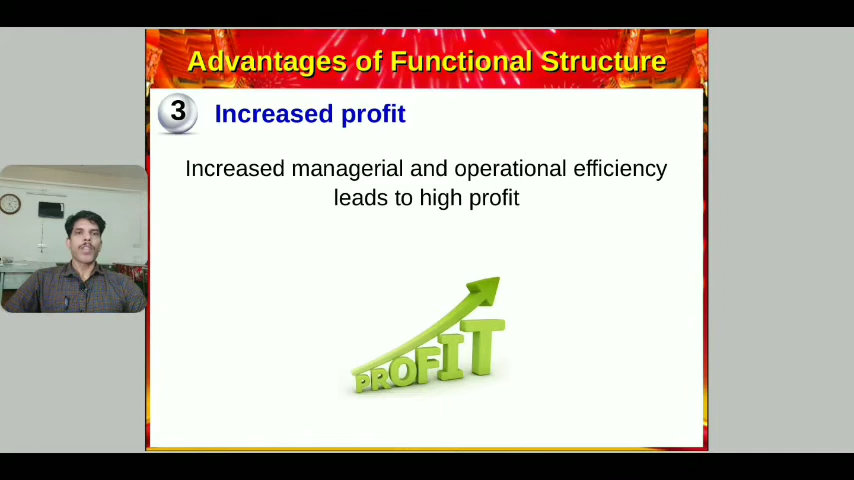 Advantages of Functional Structure
3 Increased profit
Increased managerial and operational efficiency
leads to high profit
PROFIT